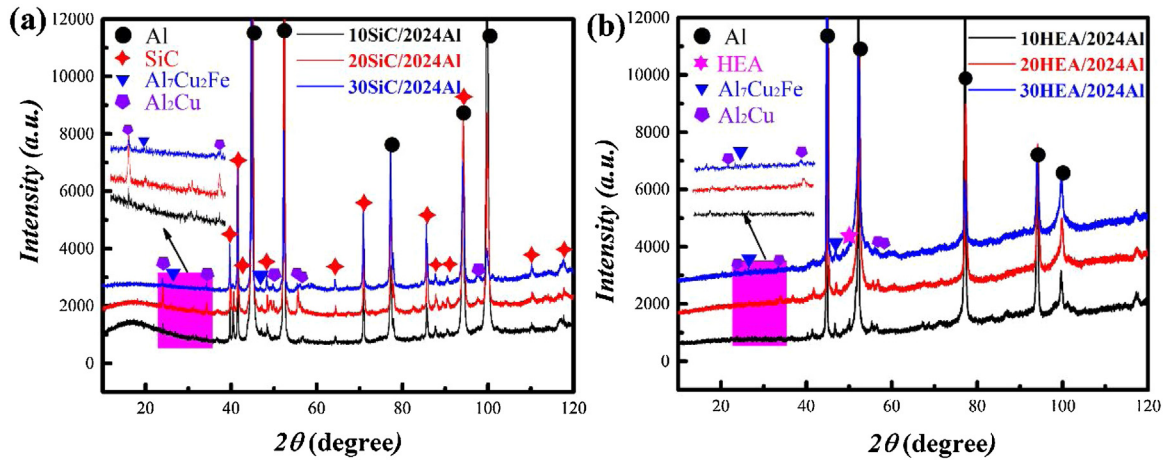 (a)
12000
10000
8000
6000
4000
2000
0
Intensity (a.u.)
Al
SiC
Al₇Cu₂Fe
Al₂Cu
10SiC/2024Al
20SiC/2024Al
30SiC/2024Al
20
40
60
80
100
120
2θ (degree)
(b)
12000
10000
8000
6000
4000
2000
0
Intensity (a.u.)
Al
HEA
Al₇Cu₂Fe
Al₂Cu
10HEA/2024Al
20HEA/2024Al
30HEA/2024Al
20
40
60
80
100
120
2θ (degree)